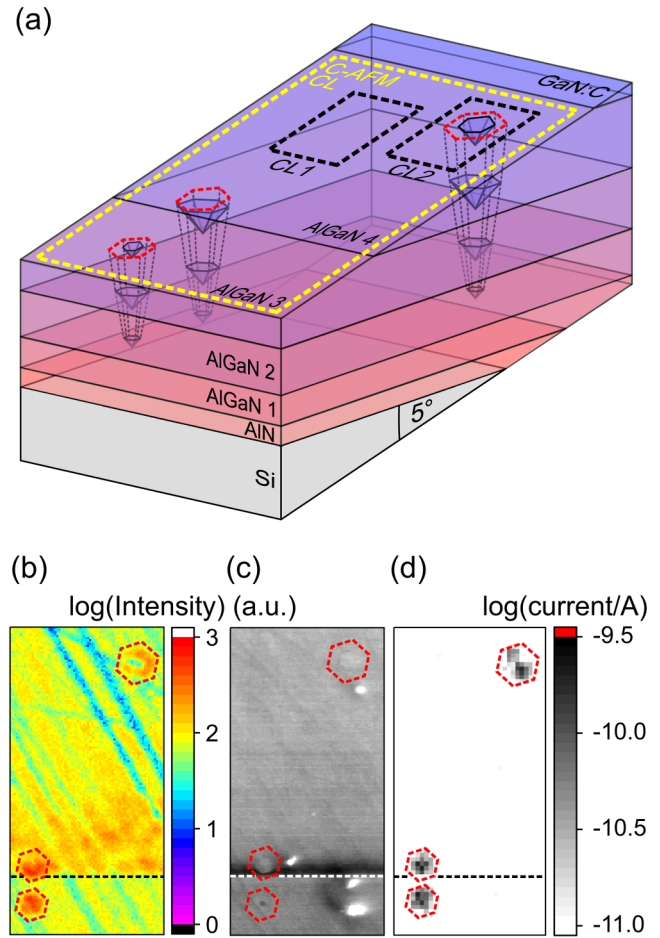 (a)
GaN:C
C-AFM
CL
CL1
CL2
AlGaN 4
AlGaN 3
AlGaN 2
AlGaN 1
AlN
5°
Si
(b)
(c)
(d)
log(Intensity) (a.u.)
log(current/A)
3
2
1
0
-9.5
-10.0
-10.5
-11.0